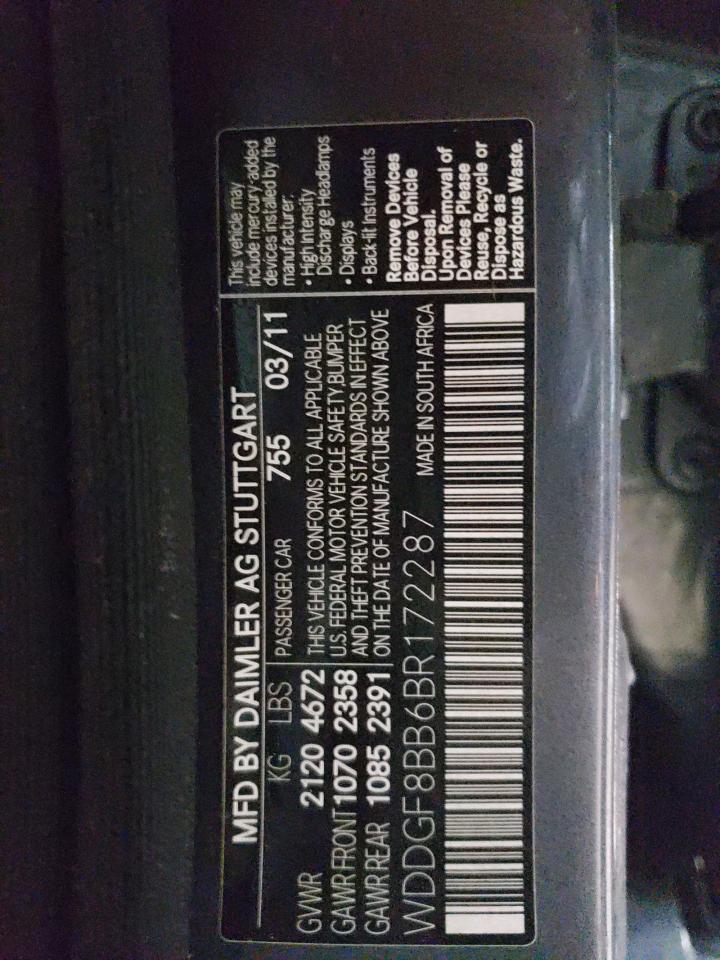 MFD BY DAIMLER AG STUTTGART
KG LBS
GVWR 2120 4672
GAWR FRONT 1070 2358
GAWR REAR 1085 2391
PASSENGER CAR 755 03/11
THIS VEHICLE CONFORMS TO ALL APPLICABLE
U.S. FEDERAL MOTOR VEHICLE SAFETY,BUMPER
AND THEFT PREVENTION STANDARDS IN EFFECT
ON THE DATE OF MANUFACTURE SHOWN ABOVE
WDDGF8BB6BR172287 MADE IN SOUTH AFRICA
This vehicle may
include mercury-added
devices installed by the
manufacturer:
• High Intensity
Discharge Headlamps
• Displays
• Back-lit Instruments
Remove Devices
Before Vehicle
Disposal.
Upon Removal of
Devices Please
Reuse, Recycle or
Dispose as
Hazardous Waste.